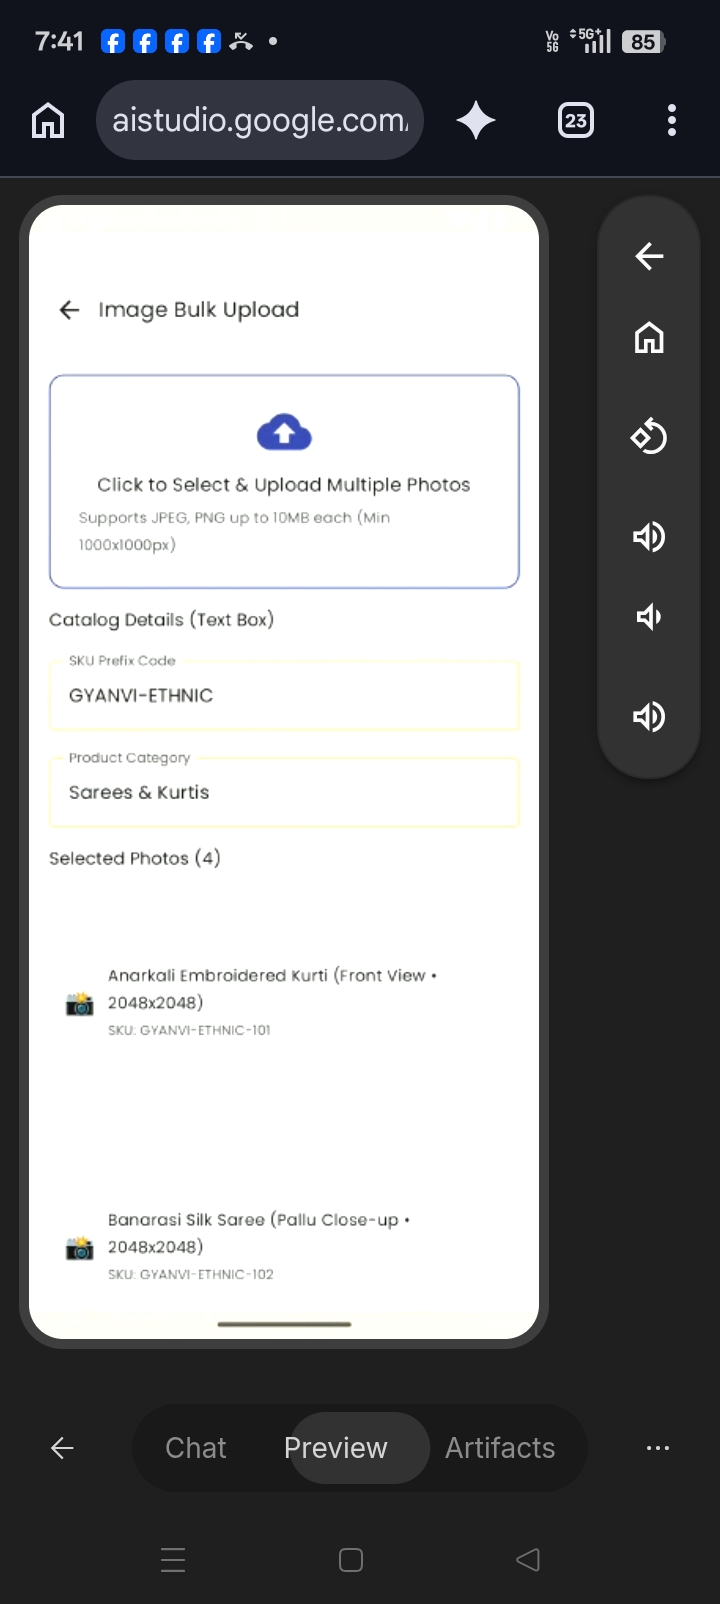 7:41
Vo
5G
5G+
85
aistudio.google.com/
23
Image Bulk Upload
Click to Select & Upload Multiple Photos
Supports JPEG, PNG up to 10MB each (Min
1000x1000px)
Catalog Details (Text Box)
SKU Prefix Code
GYANVI-ETHNIC
Product Category
Sarees & Kurtis
Selected Photos (4)
Anarkali Embroidered Kurti (Front View •
2048x2048)
SKU: GYANVI-ETHNIC-101
Banarasi Silk Saree (Pallu Close-up •
2048x2048)
SKU: GYANVI-ETHNIC-102
Chat
Preview
Artifacts